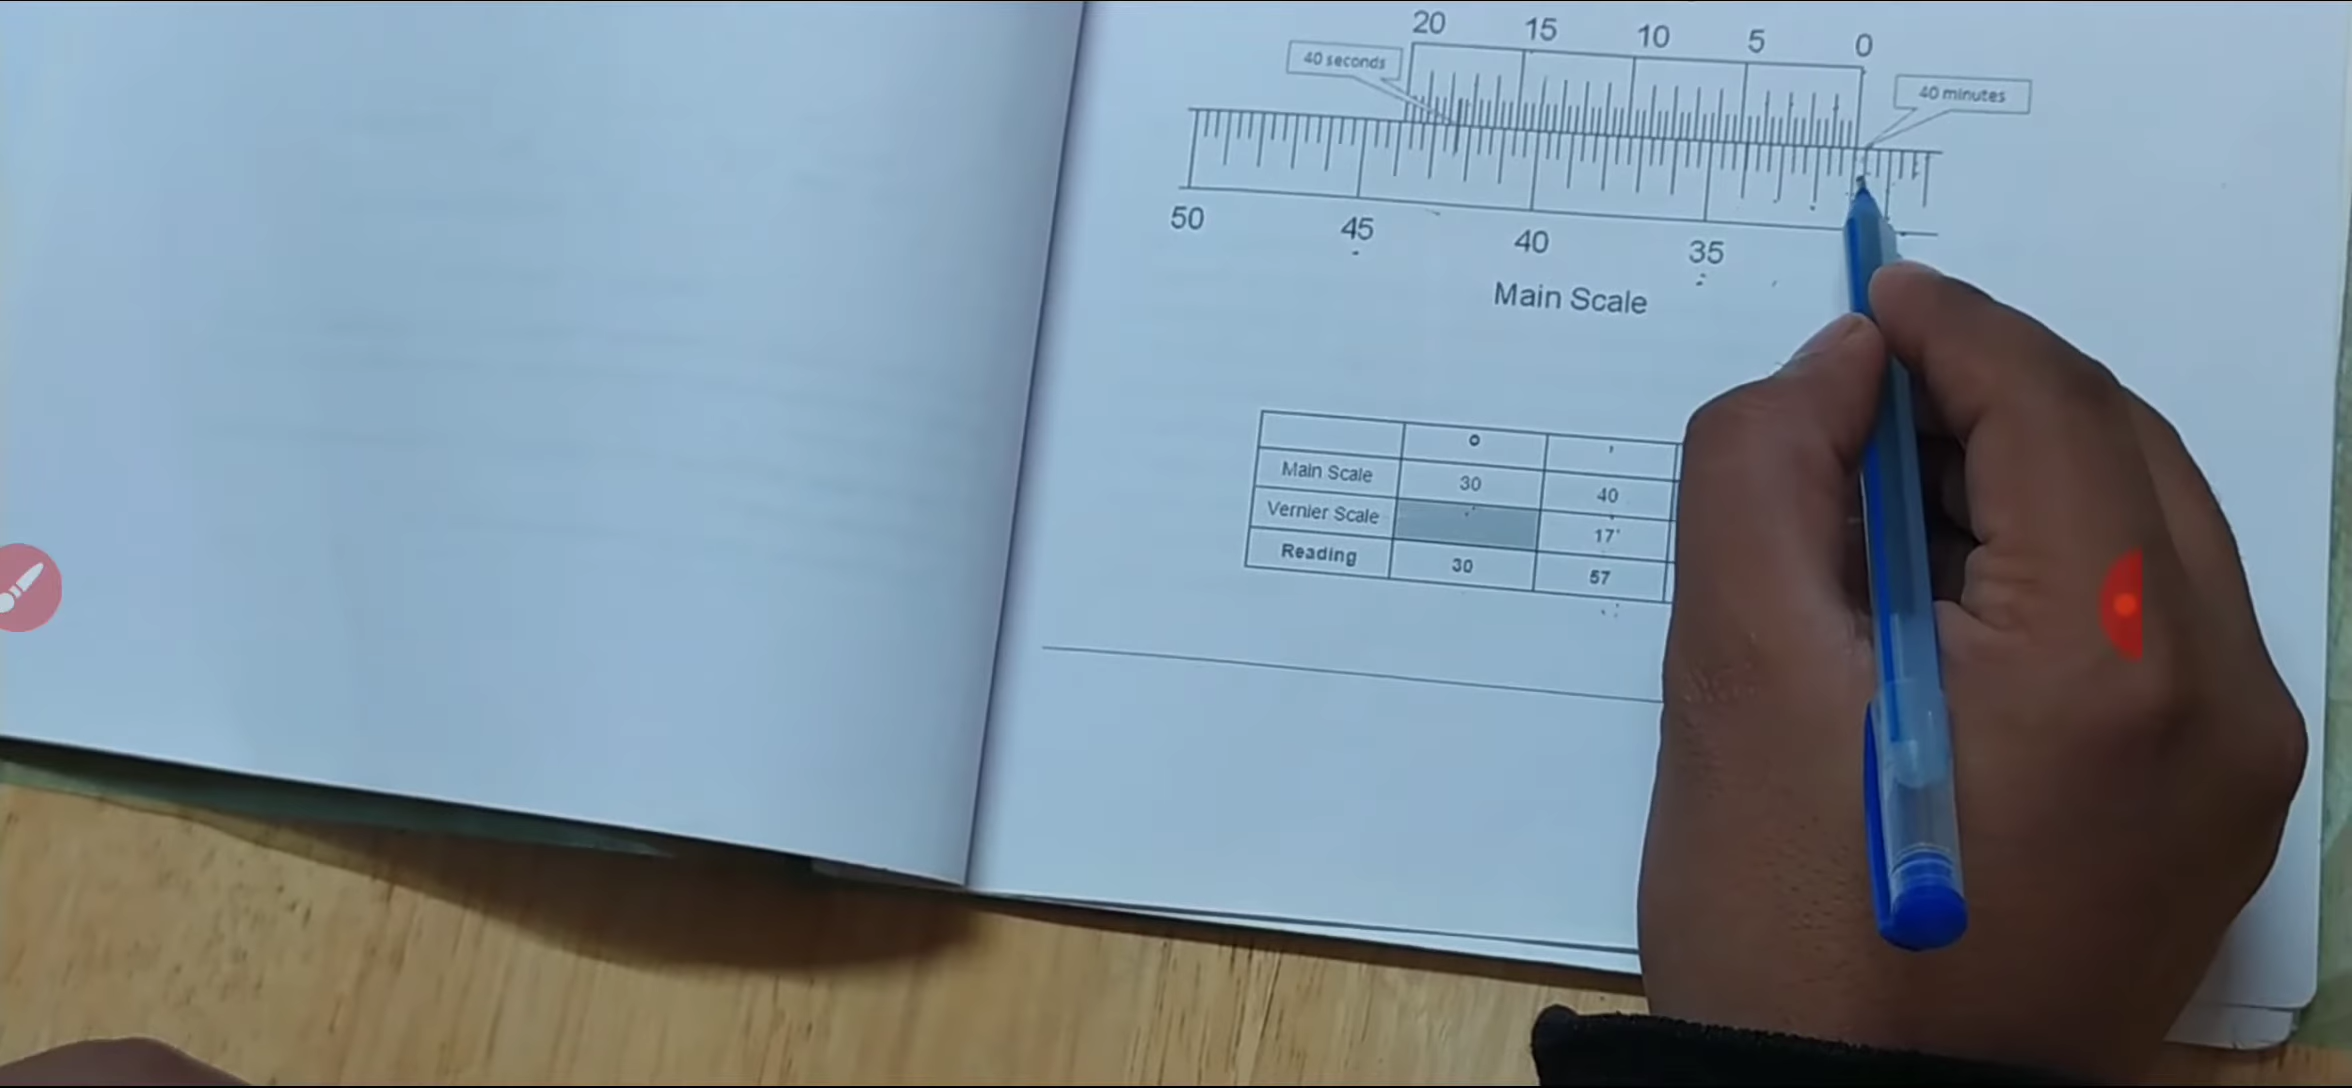 20 15 10 5 0
40 seconds
40 minutes
50 45 40 35
Main Scale
° '
Main Scale 30 40
Vernier Scale 17'
Reading 30 57